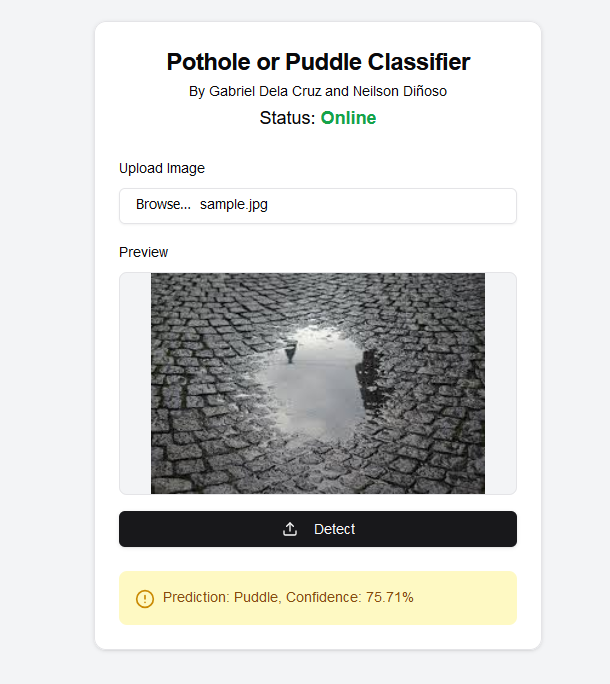 Pothole or Puddle Classifier
By Gabriel Dela Cruz and Neilson Diñoso
Status: Online
Upload Image
Browse... sample.jpg
Preview
Detect
Prediction: Puddle, Confidence: 75.71%